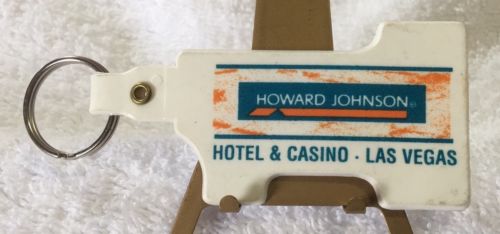 HOWARD JOHNSON®
HOTEL & CASINO · LAS VEGAS